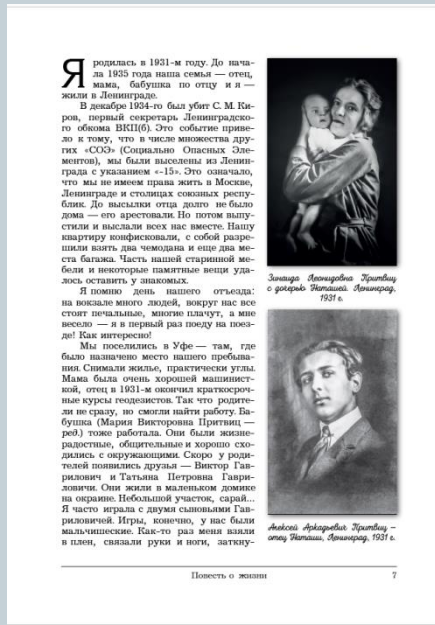 Я родилась в 1931-м году. До нача-
ла 1935 года наша семья — отец,
мама, бабушка по отцу и я —
жили в Ленинграде.
В декабре 1934-го был убит С. М. Ки-
ров, первый секретарь Ленинградско-
го обкома ВКП(б). Это событие приве-
ло к тому, что в числе множества дру-
гих «СОЭ» (Социально Опасных Эле-
ментов), мы были выселены из Ленин-
града с указанием «-15». Это означало,
что мы не имеем права жить в Москве,
Ленинграде и столицах союзных респу-
блик. До высылки отца долго не было
дома — его арестовали. Но потом выпу-
стили и выслали всех нас вместе. Нашу
квартиру конфисковали, с собой разре-
шили взять два чемодана и еще два ме-
ста багажа. Часть нашей старинной ме-
бели и некоторые памятные вещи уда-
лось оставить у знакомых.
Я помню день нашего отъезда:
на вокзале много людей, вокруг нас все
стоят печальные, многие плачут, а мне
весело — я в первый раз поеду на поез-
де! Как интересно!
Мы поселились в Уфе — там, где
было назначено место нашего пребыва-
ния. Снимали жилье, практически углы.
Мама была очень хорошей машинист-
кой, отец в 1931-м окончил краткосроч-
ные курсы геодезистов. Так что родите-
ли не сразу, но смогли найти работу. Ба-
бушка (Мария Викторовна Притвиц —
ред.) тоже работала. Они были жизне-
радостные, общительные и хорошо схо-
дились с окружающими. Скоро у роди-
телей появились друзья — Виктор Гав-
рилович и Татьяна Петровна Гаври-
ловичи. Они жили в маленьком домике
на окраине. Небольшой участок, сарай...
Я часто играла с двумя сыновьями Гав-
риловичей. Игры, конечно, у нас были
мальчишеские. Как-то раз меня взяли
в плен, связали руки и ноги, заткну-
Зинаида Леонидовна Притвиц
с дочерью Наташей. Ленинград,
1931 г.
Алексей Аркадьевич Притвиц —
отец Наташи, Ленинград, 1931 г.
Повесть о жизни
7